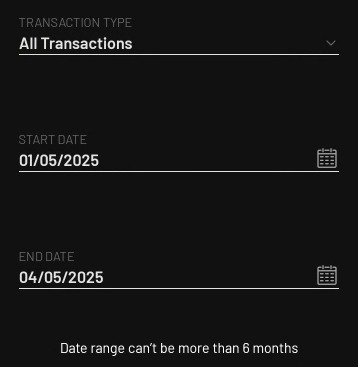 TRANSACTION TYPE
All Transactions
START DATE
01/05/2025
END DATE
04/05/2025
Date range can't be more than 6 months